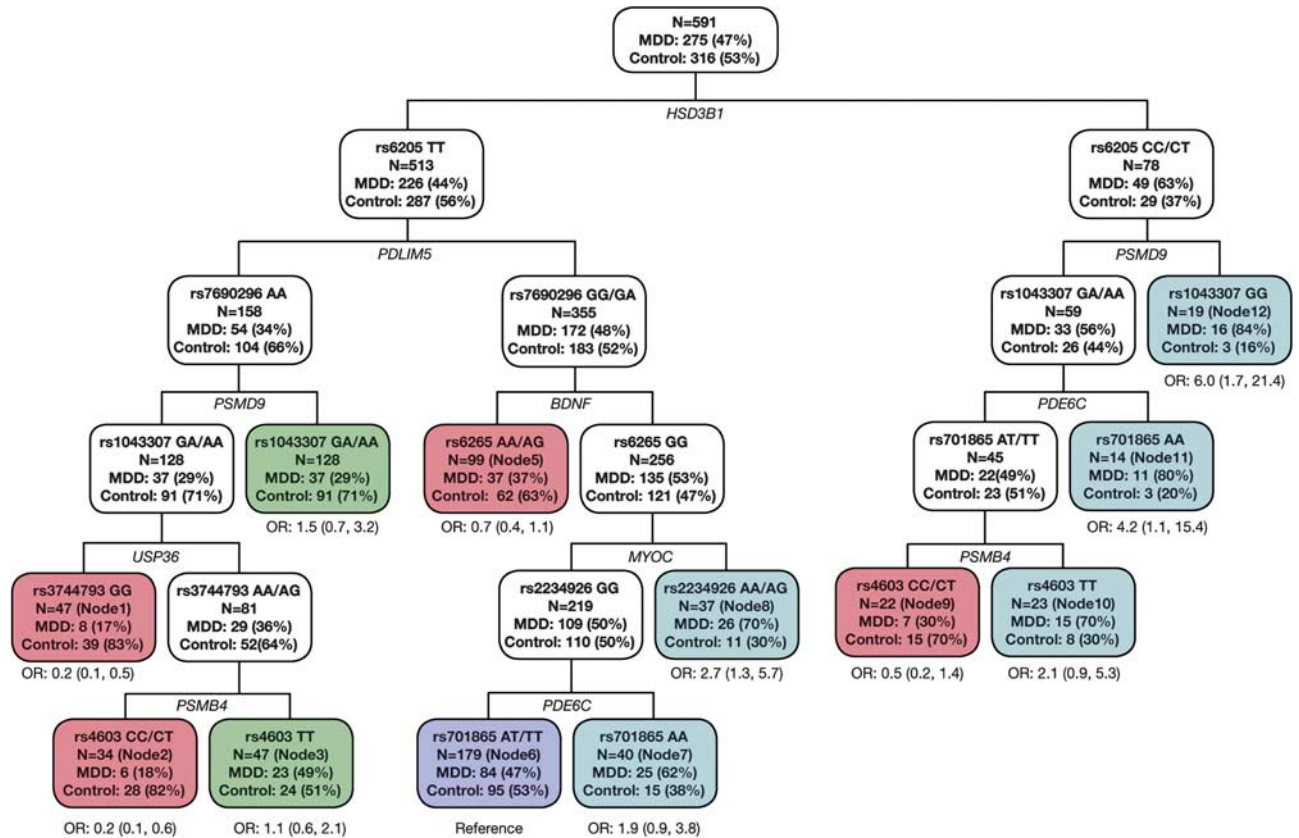 N=591
MDD: 275 (47%)
Control: 316 (53%)
HSD3B1
rs6205 TT
N=513
MDD: 226 (44%)
Control: 287 (56%)
rs6205 CC/CT
N=78
MDD: 49 (63%)
Control: 29 (37%)
PDLIM5
PSMD9
rs7690296 AA
N=158
MDD: 54 (34%)
Control: 104 (66%)
rs7690296 GG/GA
N=355
MDD: 172 (48%)
Control: 183 (52%)
rs1043307 GA/AA
N=59
MDD: 33 (56%)
Control: 26 (44%)
rs1043307 GG
N=19 (Node12)
MDD: 16 (84%)
Control: 3 (16%)
OR: 6.0 (1.7, 21.4)
PSMD9
BDNF
PDE6C
rs1043307 GA/AA
N=128
MDD: 37 (29%)
Control: 91 (71%)
rs1043307 GA/AA
N=128
MDD: 37 (29%)
Control: 91 (71%)
OR: 1.5 (0.7, 3.2)
rs6265 AA/AG
N=99 (Node5)
MDD: 37 (37%)
Control: 62 (63%)
OR: 0.7 (0.4, 1.1)
rs6265 GG
N=256
MDD: 135 (53%)
Control: 121 (47%)
rs701865 AT/TT
N=45
MDD: 22(49%)
Control: 23 (51%)
rs701865 AA
N=14 (Node11)
MDD: 11 (80%)
Control: 3 (20%)
OR: 4.2 (1.1, 15.4)
USP36
MYOC
PSMB4
rs3744793 GG
N=47 (Node1)
MDD: 8 (17%)
Control: 39 (83%)
OR: 0.2 (0.1, 0.5)
rs3744793 AA/AG
N=81
MDD: 29 (36%)
Control: 52(64%)
rs2234926 GG
N=219
MDD: 109 (50%)
Control: 110 (50%)
rs2234926 AA/AG
N=37 (Node8)
MDD: 26 (70%)
Control: 11 (30%)
OR: 2.7 (1.3, 5.7)
rs4603 CC/CT
N=22 (Node9)
MDD: 7 (30%)
Control: 15 (70%)
OR: 0.5 (0.2, 1.4)
rs4603 TT
N=23 (Node10)
MDD: 15 (70%)
Control: 8 (30%)
OR: 2.1 (0.9, 5.3)
PSMB4
PDE6C
rs4603 CC/CT
N=34 (Node2)
MDD: 6 (18%)
Control: 28 (82%)
OR: 0.2 (0.1, 0.6)
rs4603 TT
N=47 (Node3)
MDD: 23 (49%)
Control: 24 (51%)
OR: 1.1 (0.6, 2.1)
rs701865 AT/TT
N=179 (Node6)
MDD: 84 (47%)
Control: 95 (53%)
Reference
rs701865 AA
N=40 (Node7)
MDD: 25 (62%)
Control: 15 (38%)
OR: 1.9 (0.9, 3.8)